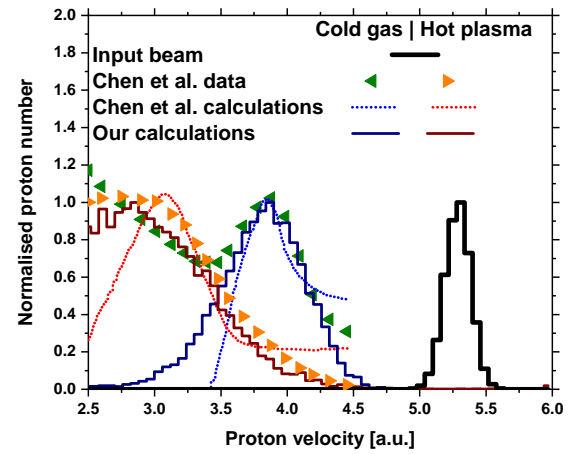 Cold gas | Hot plasma
Input beam
Chen et al. data
Chen et al. calculations
Our calculations
2.0
1.8
1.6
1.4
1.2
1.0
0.8
0.6
0.4
0.2
0.0
Normalised proton number
2.5 3.0 3.5 4.0 4.5 5.0 5.5 6.0
Proton velocity [a.u.]